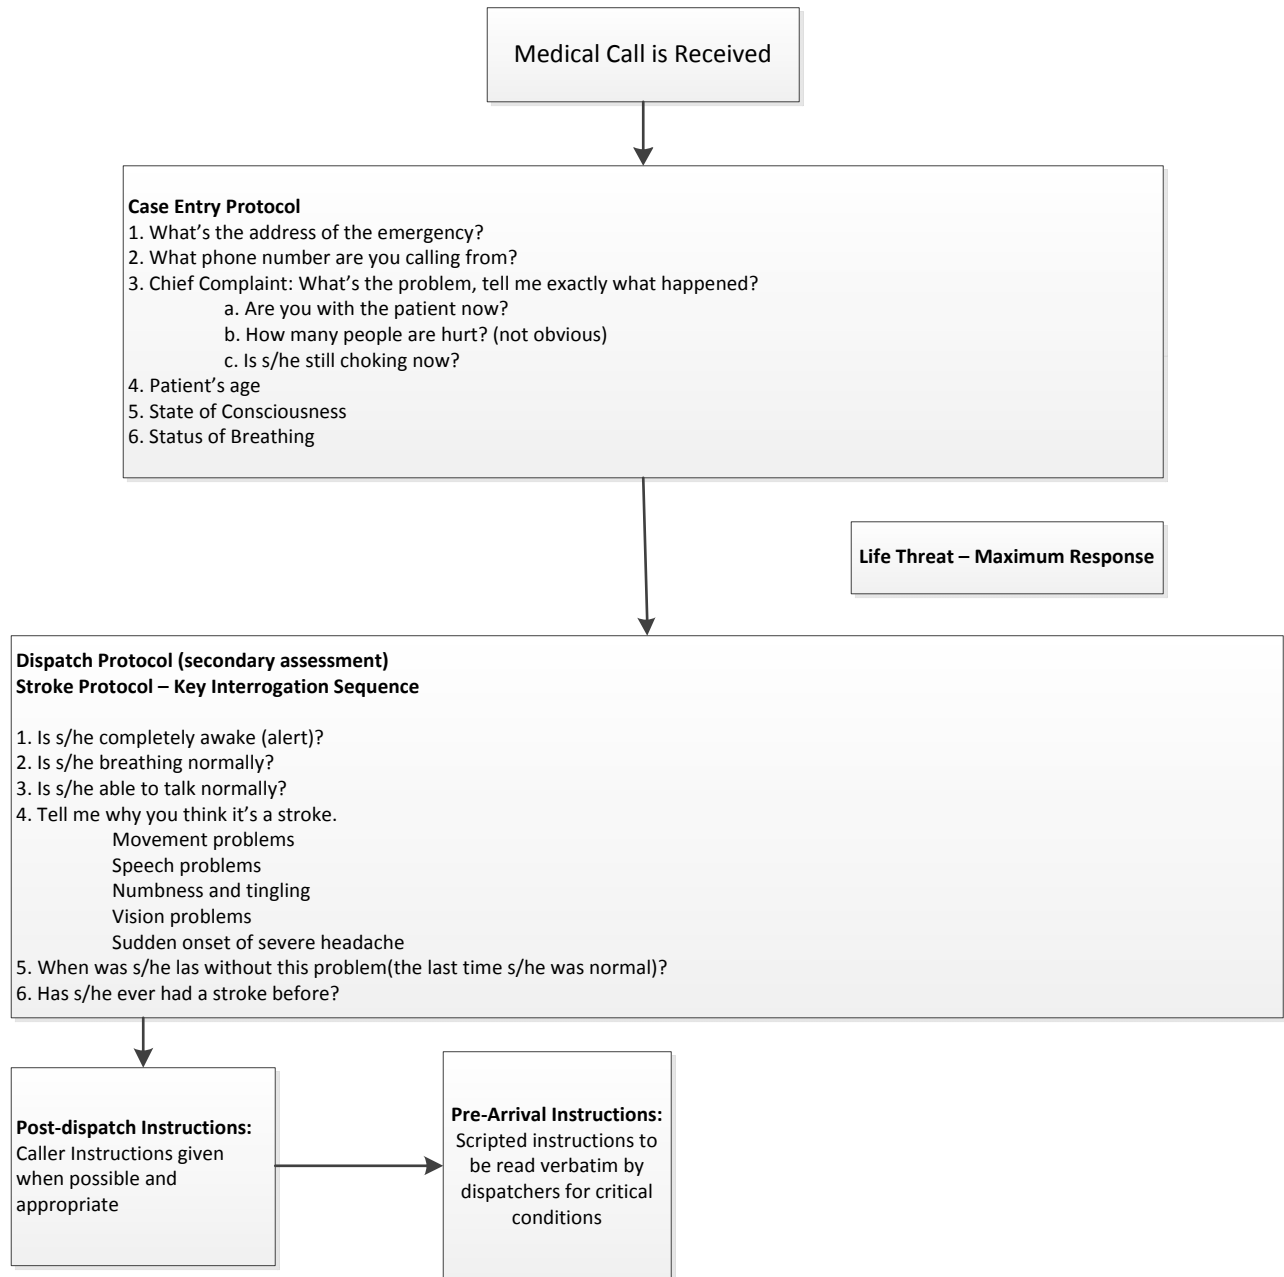 Medical Call is Received
Case Entry Protocol
1. What’s the address of the emergency?
2. What phone number are you calling from?
3. Chief Complaint: What’s the problem, tell me exactly what happened?
a. Are you with the patient now?
b. How many people are hurt? (not obvious)
c. Is s/he still choking now?
4. Patient’s age
5. State of Consciousness
6. Status of Breathing
Life Threat – Maximum Response
Dispatch Protocol (secondary assessment)
Stroke Protocol – Key Interrogation Sequence
1. Is s/he completely awake (alert)?
2. Is s/he breathing normally?
3. Is s/he able to talk normally?
4. Tell me why you think it’s a stroke.
Movement problems
Speech problems
Numbness and tingling
Vision problems
Sudden onset of severe headache
5. When was s/he las without this problem(the last time s/he was normal)?
6. Has s/he ever had a stroke before?
Post-dispatch Instructions:
Caller Instructions given
when possible and
appropriate
Pre-Arrival Instructions:
Scripted instructions to
be read verbatim by
dispatchers for critical
conditions